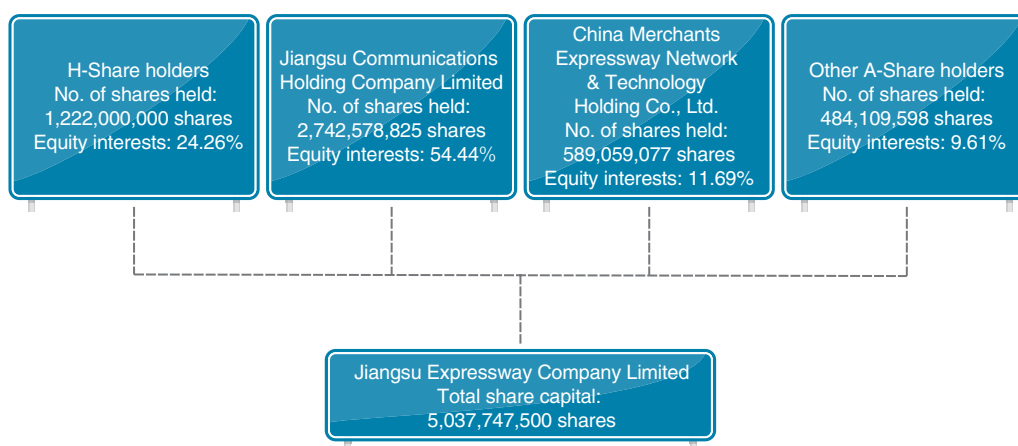 H-Share holders
No. of shares held:
1,222,000,000 shares
Equity interests: 24.26%
Jiangsu Communications
Holding Company Limited
No. of shares held:
2,742,578,825 shares
Equity interests: 54.44%
China Merchants
Expressway Network
& Technology
Holding Co., Ltd.
No. of shares held:
589,059,077 shares
Equity interests: 11.69%
Other A-Share holders
No. of shares held:
484,109,598 shares
Equity interests: 9.61%
Jiangsu Expressway Company Limited
Total share capital:
5,037,747,500 shares